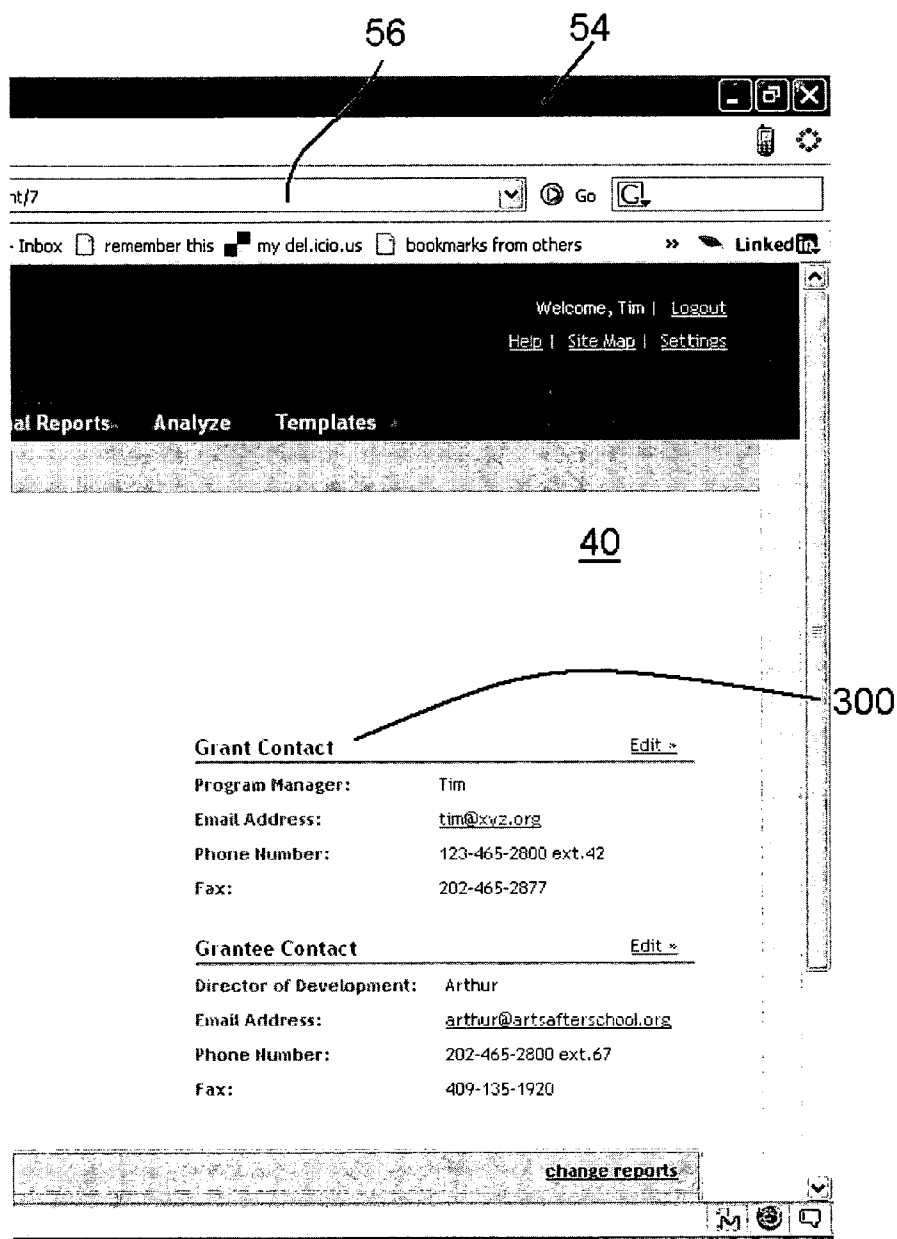 56 54
nt/7 Go G
- Inbox remember this my del.icio.us bookmarks from others » Linked in
Welcome, Tim | Logout
Help | Site Map | Settings
al Reports Analyze Templates
40
300
Grant Contact Edit »
Program Manager: Tim
Email Address: tim@xyz.org
Phone Number: 123-465-2800 ext.42
Fax: 202-465-2877
Grantee Contact Edit »
Director of Development: Arthur
Email Address: arthur@artsafterschool.org
Phone Number: 202-465-2800 ext.67
Fax: 409-135-1920
change reports